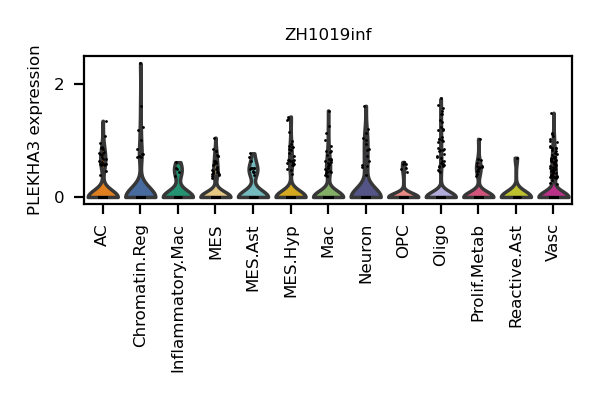 ZH1019inf
PLEKHA3 expression
2
0
AC
Chromatin.Reg
Inflammatory.Mac
MES
MES.Ast
MES.Hyp
Mac
Neuron
OPC
Oligo
Prolif.Metab
Reactive.Ast
Vasc